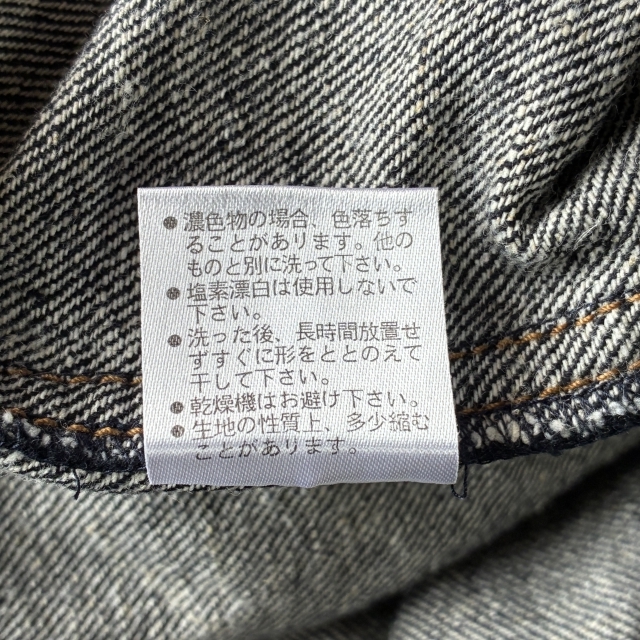 ● 濃色物の場合、色落ちす
ることがあります。他の
ものと別に洗って下さい。
● 塩素漂白は使用しないで
下さい。
● 洗った後、長時間放置せ
ずすぐに形をととのえて
干して下さい。
● 乾燥機はお避け下さい。
● 生地の性質上、多少縮む
ことがあります。